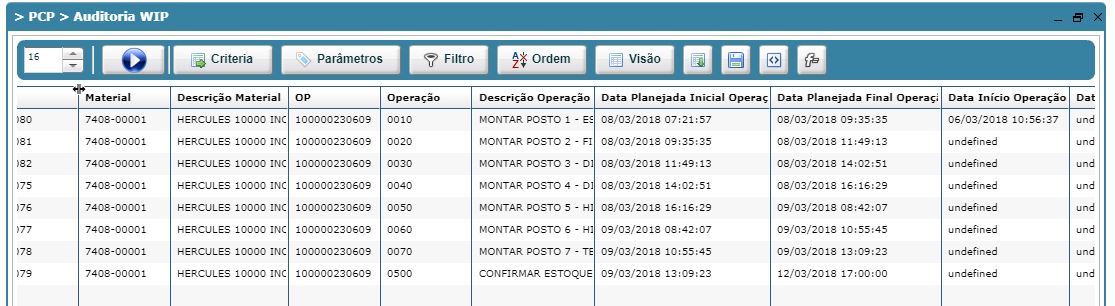 > PCP > Auditoria WIP
16 Criteria Parâmetros Filtro Ordem Visão
Material Descrição Material OP Operação Descrição Operação Data Planejada Inicial Operaç Data Planejada Final Operaç Data Início Operação Dat
080 7408-00001 HERCULES 10000 INC 100000230609 0010 MONTAR POSTO 1 - ES 08/03/2018 07:21:57 08/03/2018 09:35:35 06/03/2018 10:56:37 und
081 7408-00001 HERCULES 10000 INC 100000230609 0020 MONTAR POSTO 2 - FI 08/03/2018 09:35:35 08/03/2018 11:49:13 undefined und
082 7408-00001 HERCULES 10000 INC 100000230609 0030 MONTAR POSTO 3 - DI 08/03/2018 11:49:13 08/03/2018 14:02:51 undefined und
075 7408-00001 HERCULES 10000 INC 100000230609 0040 MONTAR POSTO 4 - DI 08/03/2018 14:02:51 08/03/2018 16:16:29 undefined und
076 7408-00001 HERCULES 10000 INC 100000230609 0050 MONTAR POSTO 5 - HI 08/03/2018 16:16:29 09/03/2018 08:42:07 undefined und
077 7408-00001 HERCULES 10000 INC 100000230609 0060 MONTAR POSTO 6 - HI 09/03/2018 08:42:07 09/03/2018 10:55:45 undefined und
078 7408-00001 HERCULES 10000 INC 100000230609 0070 MONTAR POSTO 7 - TE 09/03/2018 10:55:45 09/03/2018 13:09:23 undefined und
079 7408-00001 HERCULES 10000 INC 100000230609 0500 CONFIRMAR ESTOQUE 09/03/2018 13:09:23 12/03/2018 17:00:00 undefined und